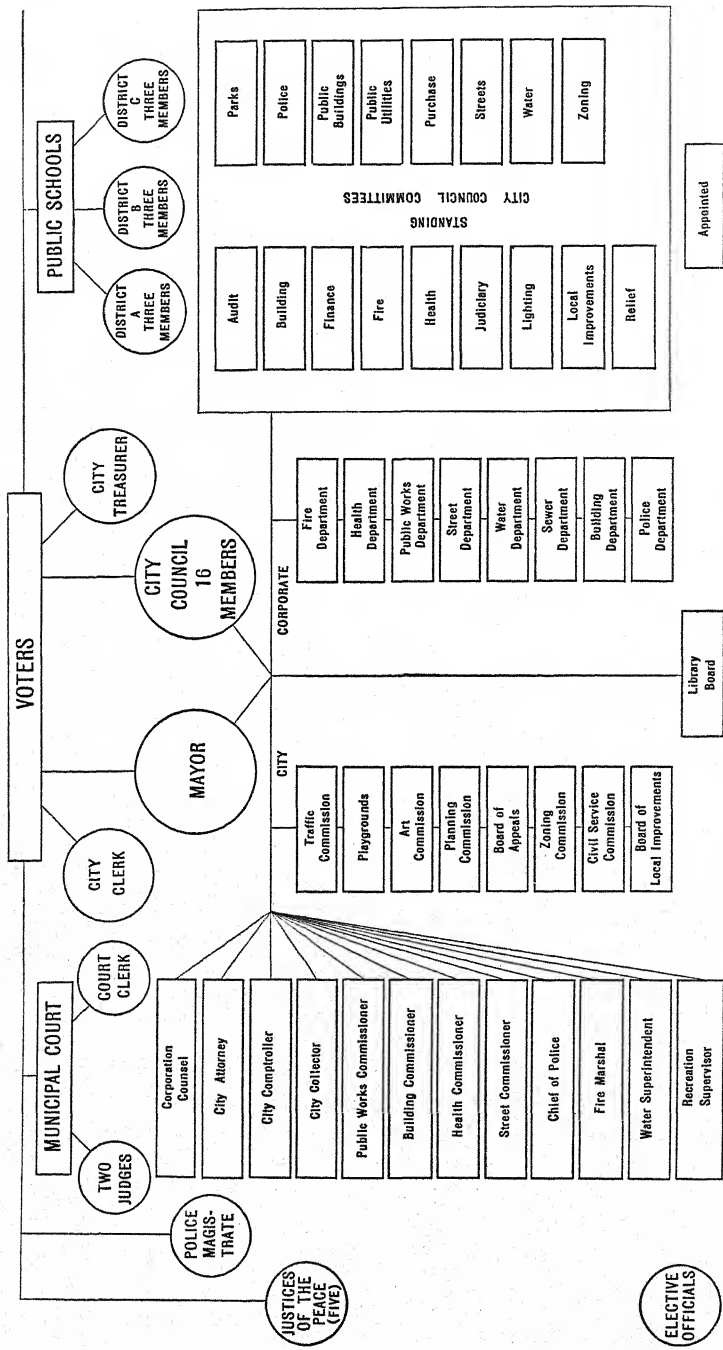 VOTERS
MUNICIPAL COURT
PUBLIC SCHOOLS
JUSTICES
OF THE
PEACE
(FIVE)
POLICE
MAGIS-
TRATE
TWO
JUDGES
COURT
CLERK
CITY
CLERK
MAYOR
CITY
COUNCIL
16
MEMBERS
CITY
TREASURER
DISTRICT
A
THREE
MEMBERS
DISTRICT
B
THREE
MEMBERS
DISTRICT
C
THREE
MEMBERS
Corporation
Counsel
City Attorney
City Comptroller
City Collector
Public Works Commissioner
Building Commissioner
Health Commissioner
Street Commissioner
Chief of Police
Fire Marshal
Water Superintendent
Recreation
Supervisor
CITY
CORPORATE
Traffic
Commission
Playgrounds
Art
Commission
Planning
Commission
Board of
Appeals
Zoning
Commission
Civil Service
Commission
Board of
Local Improvements
Fire
Department
Health
Department
Public Works
Department
Street
Department
Water
Department
Sewer
Department
Building
Department
Police
Department
Audit
Building
Finance
Fire
Health
Judiciary
Lighting
Local
Improvements
Relief
STANDING
CITY COUNCIL COMMITTEES
Parks
Police
Public
Buildings
Public
Utilities
Purchase
Streets
Water
Zoning
ELECTIVE
OFFICIALS
Library
Board
Appointed